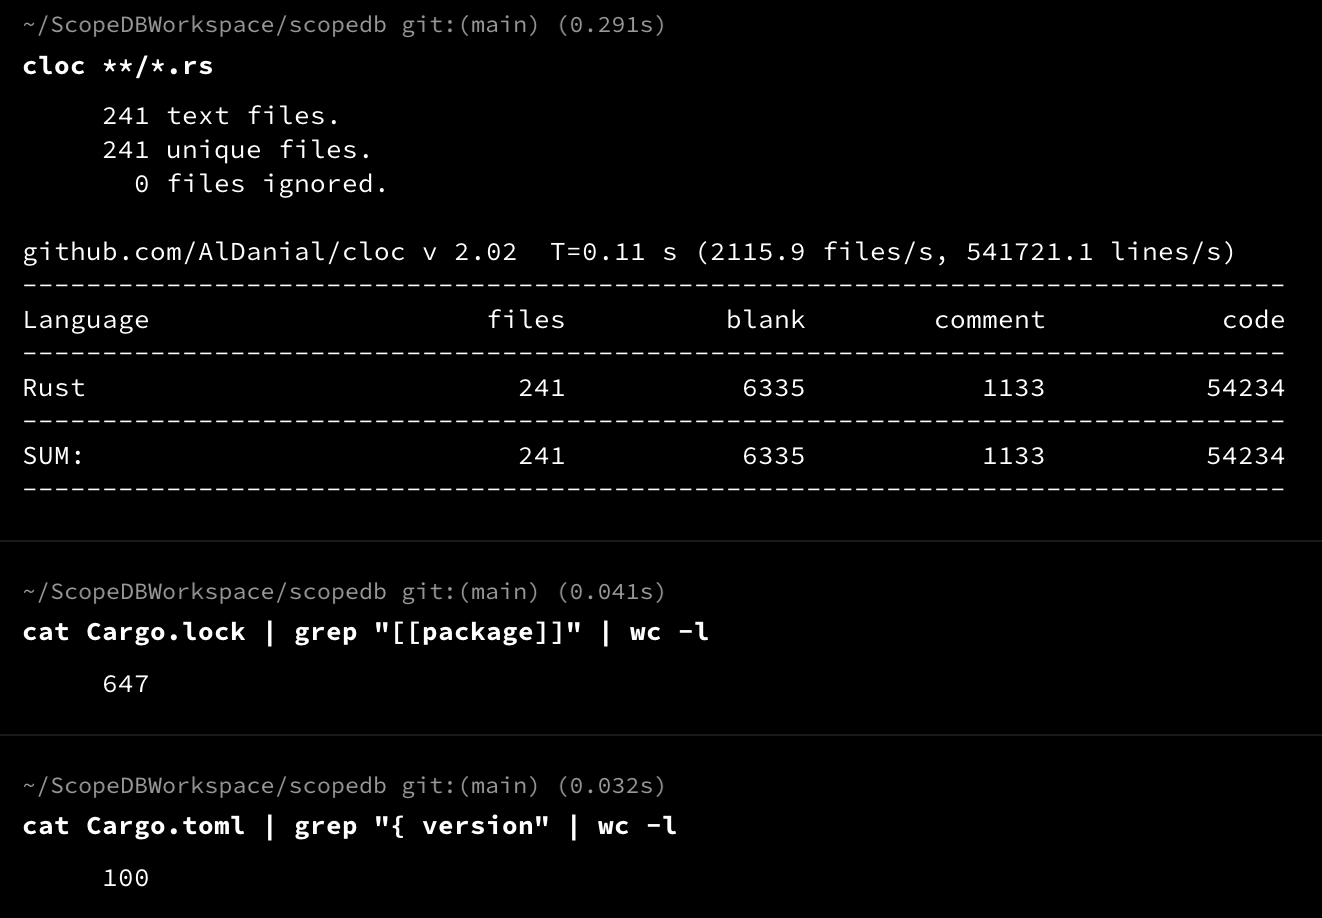 ~/ScopeDBWorkspace/scopedb git:(main) (0.291s)
cloc **/*.rs
     241 text files.
     241 unique files.
       0 files ignored.
github.com/AlDanial/cloc v 2.02  T=0.11 s (2115.9 files/s, 541721.1 lines/s)
-------------------------------------------------------------------------------
Language                     files          blank        comment           code
-------------------------------------------------------------------------------
Rust                           241           6335           1133          54234
-------------------------------------------------------------------------------
SUM:                           241           6335           1133          54234
-------------------------------------------------------------------------------
~/ScopeDBWorkspace/scopedb git:(main) (0.041s)
cat Cargo.lock | grep "[[package]]" | wc -l
     647
~/ScopeDBWorkspace/scopedb git:(main) (0.032s)
cat Cargo.toml | grep "{ version" | wc -l
     100